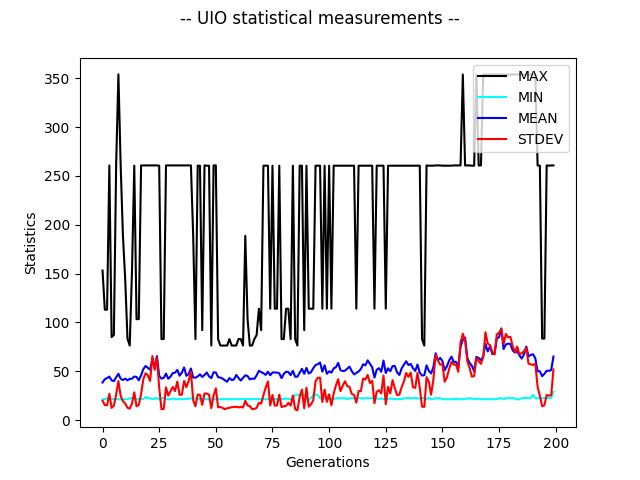 -- UIO statistical measurements --
MAX
MIN
MEAN
STDEV
Statistics
350
300
250
200
150
100
50
0
0 25 50 75 100 125 150 175 200
Generations